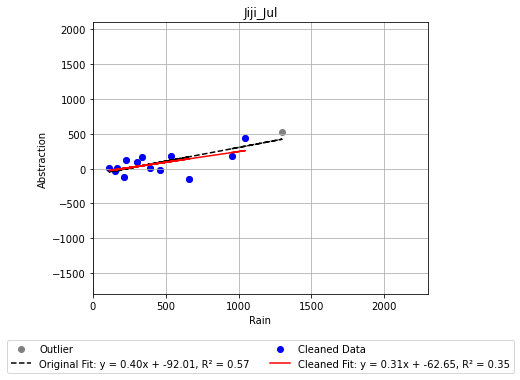 Jiji_Jul
2000
1500
1000
500
0
−500
−1000
−1500
Abstraction
0 500 1000 1500 2000
Rain
Outlier Cleaned Data
Original Fit: y = 0.40x + -92.01, R² = 0.57 Cleaned Fit: y = 0.31x + -62.65, R² = 0.35